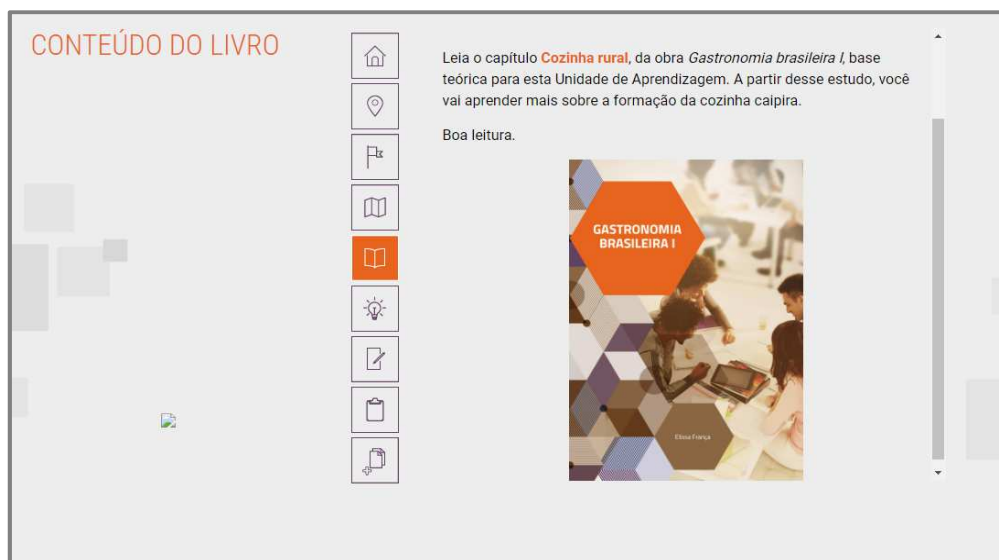 CONTEÚDO DO LIVRO
Leia o capítulo Cozinha rural, da obra Gastronomia brasileira I, base
teórica para esta Unidade de Aprendizagem. A partir desse estudo, você
vai aprender mais sobre a formação da cozinha caipira.
Boa leitura.
GASTRONOMIA
BRASILEIRA I
Elissa França